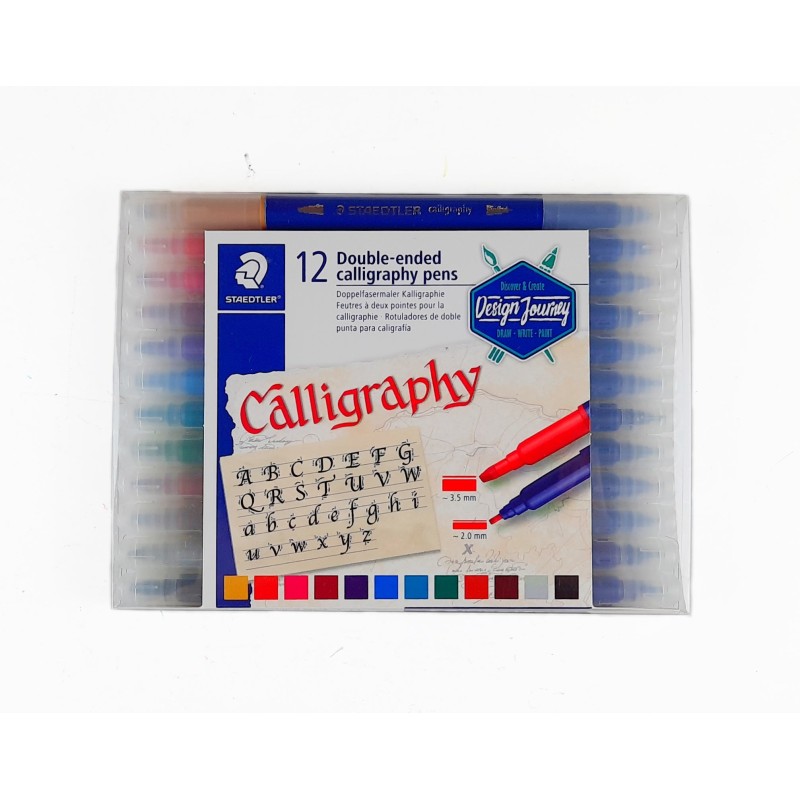 STAEDTLER calligraphy
STAEDTLER®
12 Double-ended
calligraphy pens
Doppelfasermaler Kalligraphie
Feutres à deux pointes pour la
calligraphie · Rotuladores de doble
punta para caligrafía
Discover & Create
Design Journey
DRAW · WRITE · PAINT
Calligraphy
A B C D E F G
Q R S T U V W
a b c d e f g h i
u v w x y z
~ 3.5 mm
~ 2.0 mm
x